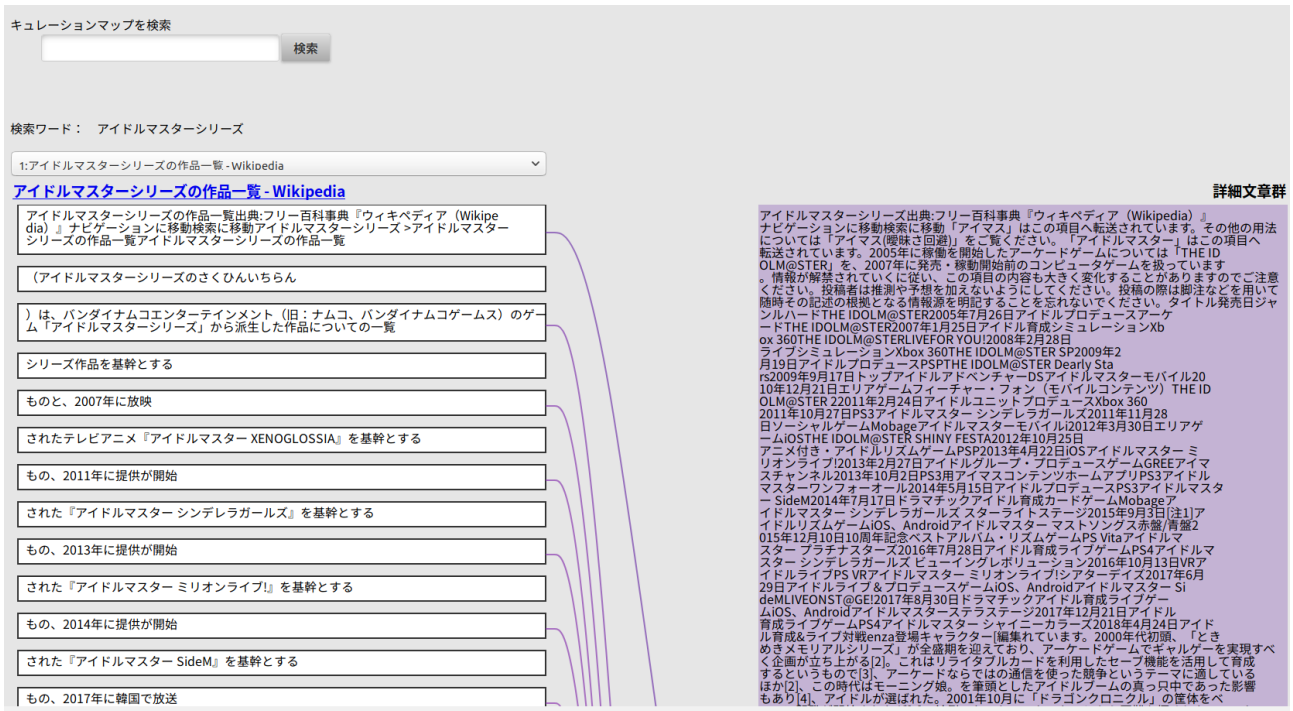 キュレーションマップを検索
検索
検索ワード： アイドルマスターシリーズ
1:アイドルマスターシリーズの作品一覧 - Wikipedia
アイドルマスターシリーズの作品一覧 - Wikipedia
アイドルマスターシリーズの作品一覧出典:フリー百科事典『ウィキペディア（Wikipe
dia）』ナビゲーションに移動検索に移動アイドルマスターシリーズ >アイドルマスター
シリーズの作品一覧アイドルマスターシリーズの作品一覧
（アイドルマスターシリーズのさくひんいちらん
）は、バンダイナムコエンターテインメント（旧：ナムコ、バンダイナムコゲームス）のゲー
ム「アイドルマスターシリーズ」から派生した作品についての一覧
シリーズ作品を基幹とする
ものと、2007年に放映
されたテレビアニメ『アイドルマスター XENOGLOSSIA』を基幹とする
もの、2011年に提供が開始
された『アイドルマスター シンデレラガールズ』を基幹とする
もの、2013年に提供が開始
された『アイドルマスター ミリオンライブ!』を基幹とする
もの、2014年に提供が開始
された『アイドルマスター SideM』を基幹とする
もの、2017年に韓国で放送
詳細文章群
アイドルマスターシリーズ出典:フリー百科事典『ウィキペディア（Wikipedia）』
ナビゲーションに移動検索に移動「アイマス」はこの項目へ転送されています。その他の用法
については「アイマス(曖昧さ回避)」をご覧ください。「アイドルマスター」はこの項目へ
転送されています。2005年に稼働を開始したアーケードゲームについては「THE ID
OLM@STER」を、2007年に発売・稼動開始前のコンピュータゲームを扱っています
。情報が解禁されていくに従い、この項目の内容も大きく変化することがありますのでご注意
ください。投稿者は推測や予想を加えないようにしてください。投稿の際は脚注などを用いて
随時その記述の根拠となる情報源を明記することを忘れないでください。タイトル発売日ジャ
ンルハードTHE IDOLM@STER2005年7月26日アイドルプロデュースアーケ
ードTHE IDOLM@STER2007年1月25日アイドル育成シミュレーションXb
ox 360THE IDOLM@STERLIVEFOR YOU!2008年2月28日
ライブシミュレーションXbox 360THE IDOLM@STER SP2009年2
月19日アイドルプロデュースPSPTHE IDOLM@STER Dearly Sta
rs2009年9月17日トップアイドルアドベンチャーDSアイドルマスターモバイル20
10年12月21日エリアゲームフィーチャー・フォン（モバイルコンテンツ）THE ID
OLM@STER 22011年2月24日アイドルユニットプロデュースXbox 360
2011年10月27日PS3アイドルマスター シンデレラガールズ2011年11月28
日ソーシャルゲームMobageアイドルマスターモバイルi2012年3月30日エリアゲ
ームiOSTHE IDOLM@STER SHINY FESTA2012年10月25日
アニメ付き・アイドルリズムゲームPSP2013年4月22日iOSアイドルマスター ミ
リオンライブ!2013年2月27日アイドルグループ・プロデュースゲームGREEアイマ
スチャンネル2013年10月2日PS3用アイマスコンテンツホームアプリPS3アイドル
マスターワンフォーオール2014年5月15日アイドルプロデュースPS3アイドルマスタ
ー SideM2014年7月17日ドラマチックアイドル育成カードゲームMobageア
イドルマスター シンデレラガールズ スターライトステージ2015年9月3日[注1]ア
イドルリズムゲームiOS、Androidアイドルマスター マストソングス赤盤/青盤2
015年12月10日10周年記念ベストアルバム・リズムゲームPS Vitaアイドルマ
スター プラチナスターズ2016年7月28日アイドル育成ライブゲームPS4アイドルマ
スター シンデレラガールズ ビューイングレボリューション2016年10月13日VRア
イドルライブPS VRアイドルマスター ミリオンライブ!シアターデイズ2017年6月
29日アイドルライブ＆プロデュースゲームiOS、Androidアイドルマスター Si
deMLIVEONST@GE!2017年8月30日ドラマチックアイドル育成ライブゲー
ムiOS、Androidアイドルマスターステラステージ2017年12月21日アイドル
育成ライブゲームPS4アイドルマスター シャイニーカラーズ2018年4月24日アイド
ル育成&ライブ対戦enza登場キャラクター[編集れています。2000年代初頭、「とき
めきメモリアルシリーズ」が全盛期を迎えており、アーケードゲームでギャルゲーを実現すべ
く企画が立ち上がる[2]。これはリライタブルカードを利用したセーブ機能を活用して育成
するというもので[3]、アーケードならではの通信を使った競争というテーマに適している
ほか[2]、この時代はモーニング娘。を筆頭としたアイドルブームの真っ只中であった影響
もあり[4]、アイドルが選ばれた。2001年10月に「ドラゴンクロニクル」の筐体をベ